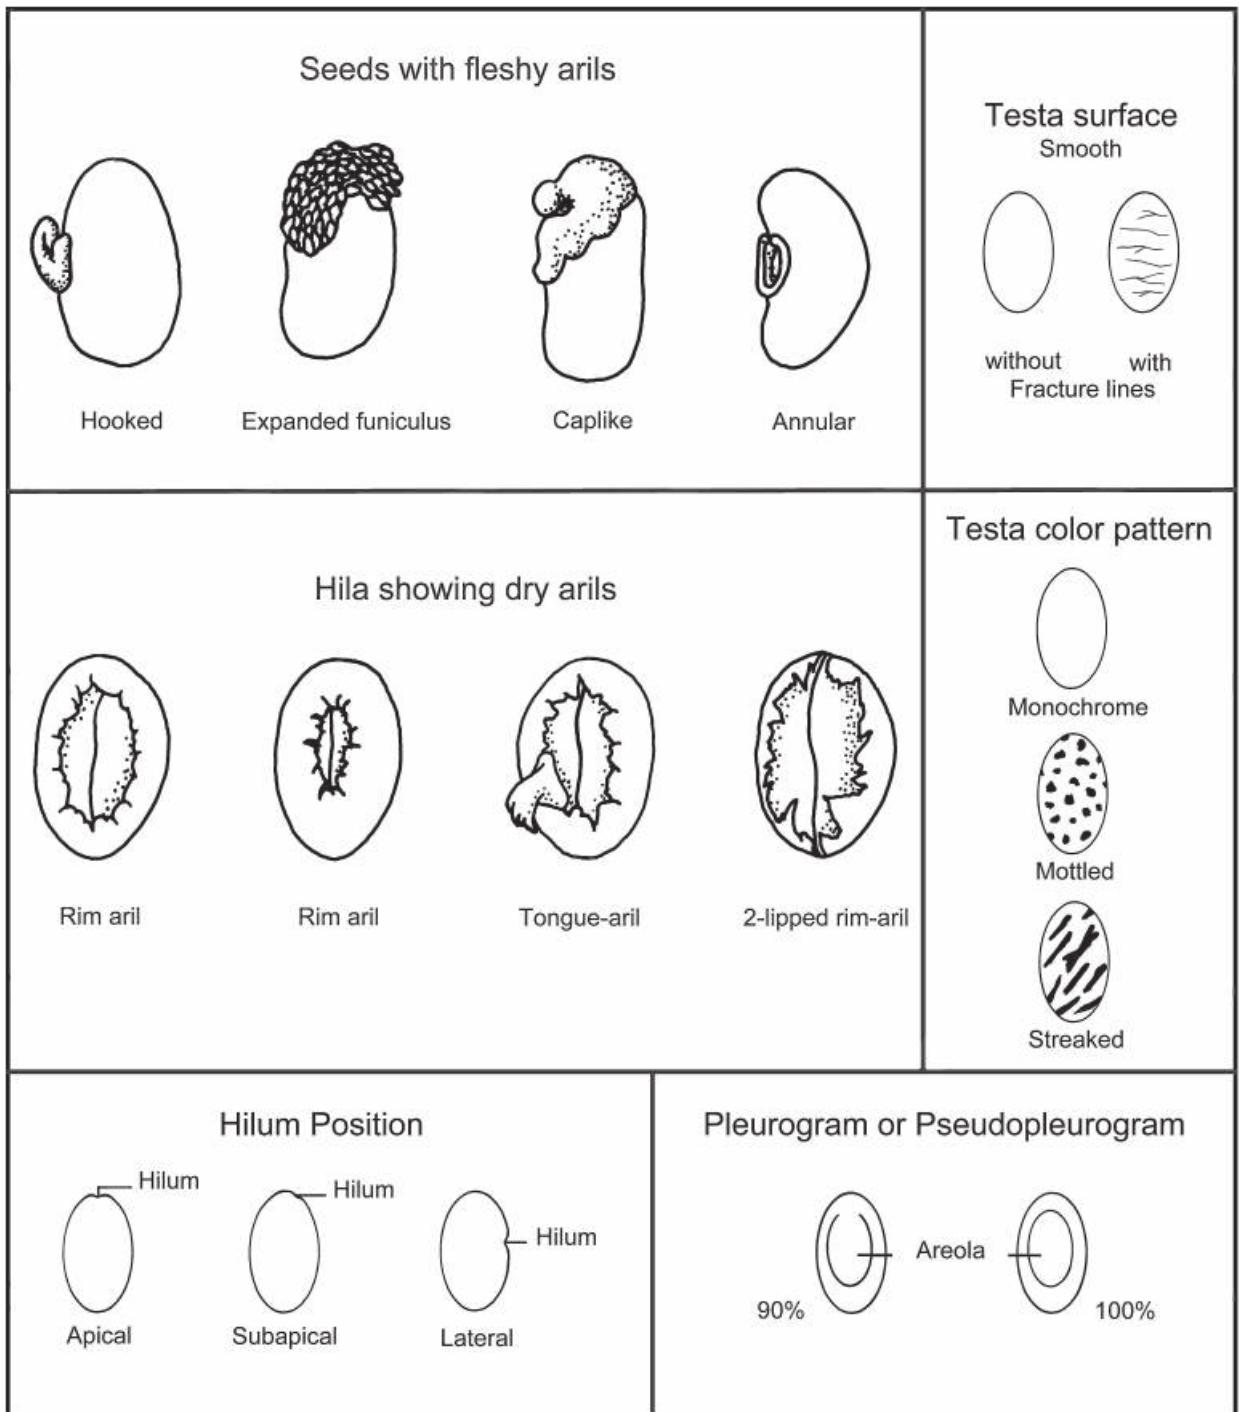 Seeds with fleshy arils
Hooked
Expanded funiculus
Caplike
Annular
Testa surface
Smooth
without
with
Fracture lines
Hila showing dry arils
Rim aril
Rim aril
Tongue-aril
2-lipped rim-aril
Testa color pattern
Monochrome
Mottled
Streaked
Hilum Position
Hilum
Hilum
Hilum
Apical
Subapical
Lateral
Pleurogram or Pseudopleurogram
Areola
90%
100%